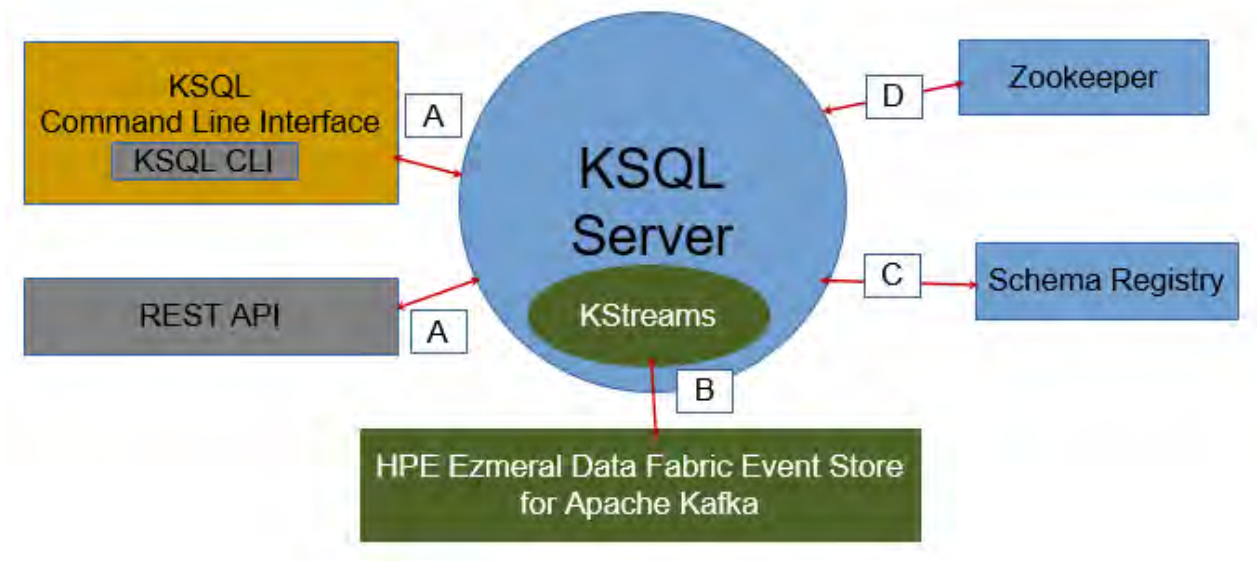 KSQL
Command Line Interface
KSQL CLI
A
REST API
A
KSQL
Server
KStreams
B
D
Zookeeper
C
Schema Registry
HPE Ezmeral Data Fabric Event Store
for Apache Kafka